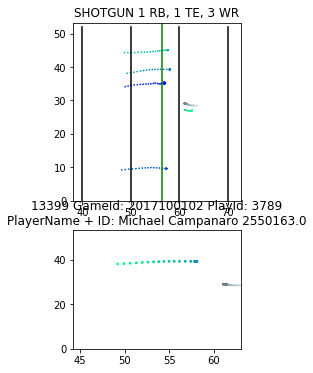 SHOTGUN 1 RB, 1 TE, 3 WR
50
40
30
20
10
0
40 50 60 70
13399 GameId: 2017100102 PlayId: 3789
PlayerName + ID: Michael Campanaro 2550163.0
40
20
0
45 50 55 60